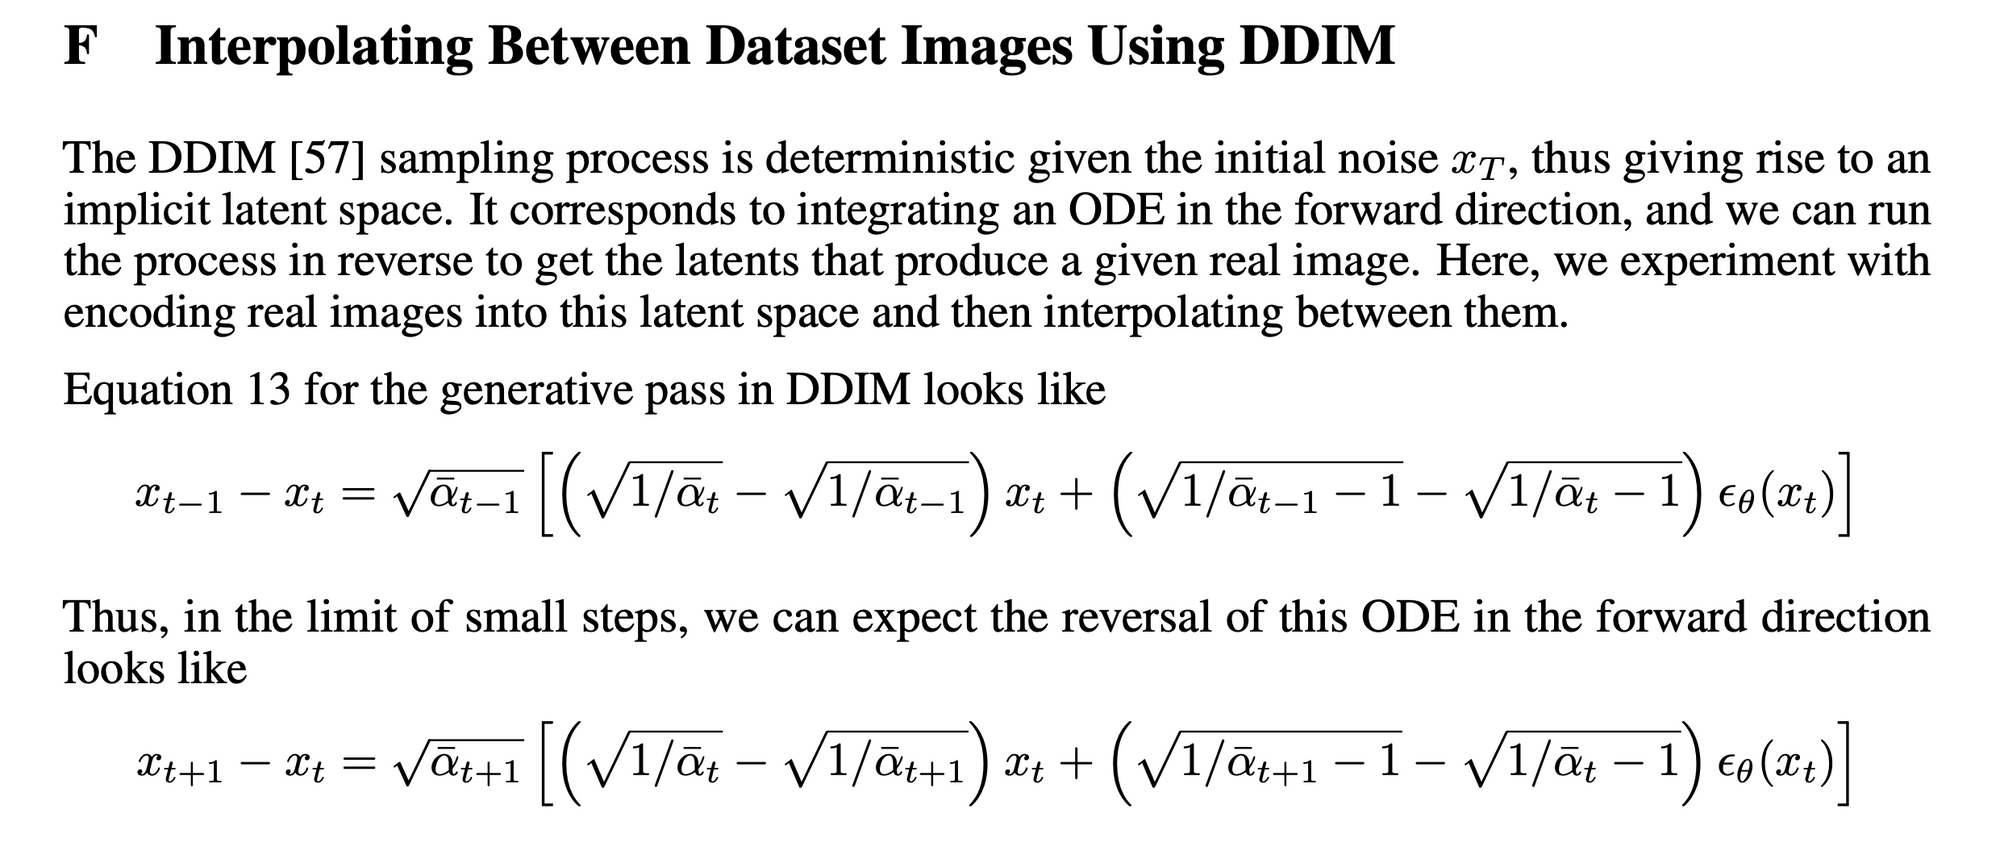 F Interpolating Between Dataset Images Using DDIM
The DDIM [57] sampling process is deterministic given the initial noise $x_T$, thus giving rise to an
implicit latent space. It corresponds to integrating an ODE in the forward direction, and we can run
the process in reverse to get the latents that produce a given real image. Here, we experiment with
encoding real images into this latent space and then interpolating between them.
Equation 13 for the generative pass in DDIM looks like
$x_{t-1} - x_t = \sqrt{\bar{\alpha}_{t-1}} \left[ \left( \sqrt{1/\bar{\alpha}_t} - \sqrt{1/\bar{\alpha}_{t-1}} \right) x_t + \left( \sqrt{1/\bar{\alpha}_{t-1} - 1} - \sqrt{1/\bar{\alpha}_t - 1} \right) \epsilon_\theta(x_t) \right]$
Thus, in the limit of small steps, we can expect the reversal of this ODE in the forward direction
looks like
$x_{t+1} - x_t = \sqrt{\bar{\alpha}_{t+1}} \left[ \left( \sqrt{1/\bar{\alpha}_t} - \sqrt{1/\bar{\alpha}_{t+1}} \right) x_t + \left( \sqrt{1/\bar{\alpha}_{t+1} - 1} - \sqrt{1/\bar{\alpha}_t - 1} \right) \epsilon_\theta(x_t) \right]$